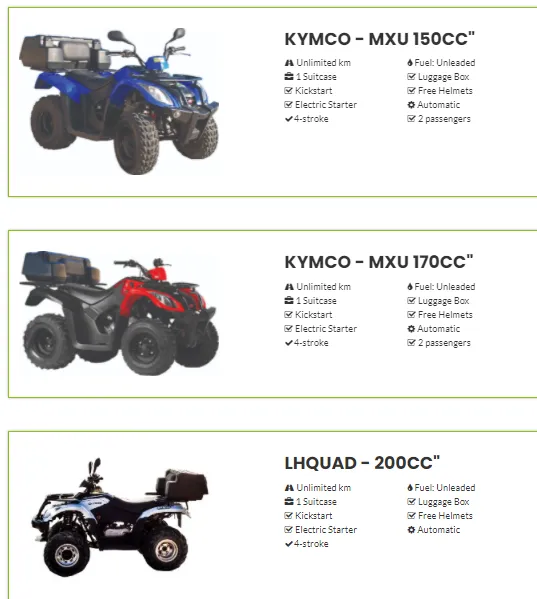 KYMCO - MXU 150CC"
Unlimited km
Fuel: Unleaded
1 Suitcase
Luggage Box
Kickstart
Free Helmets
Electric Starter
Automatic
4-stroke
2 passengers
KYMCO - MXU 170CC"
Unlimited km
Fuel: Unleaded
1 Suitcase
Luggage Box
Kickstart
Free Helmets
Electric Starter
Automatic
4-stroke
2 passengers
LHQUAD - 200CC"
Unlimited km
Fuel: Unleaded
1 Suitcase
Luggage Box
Kickstart
Free Helmets
Electric Starter
Automatic
4-stroke